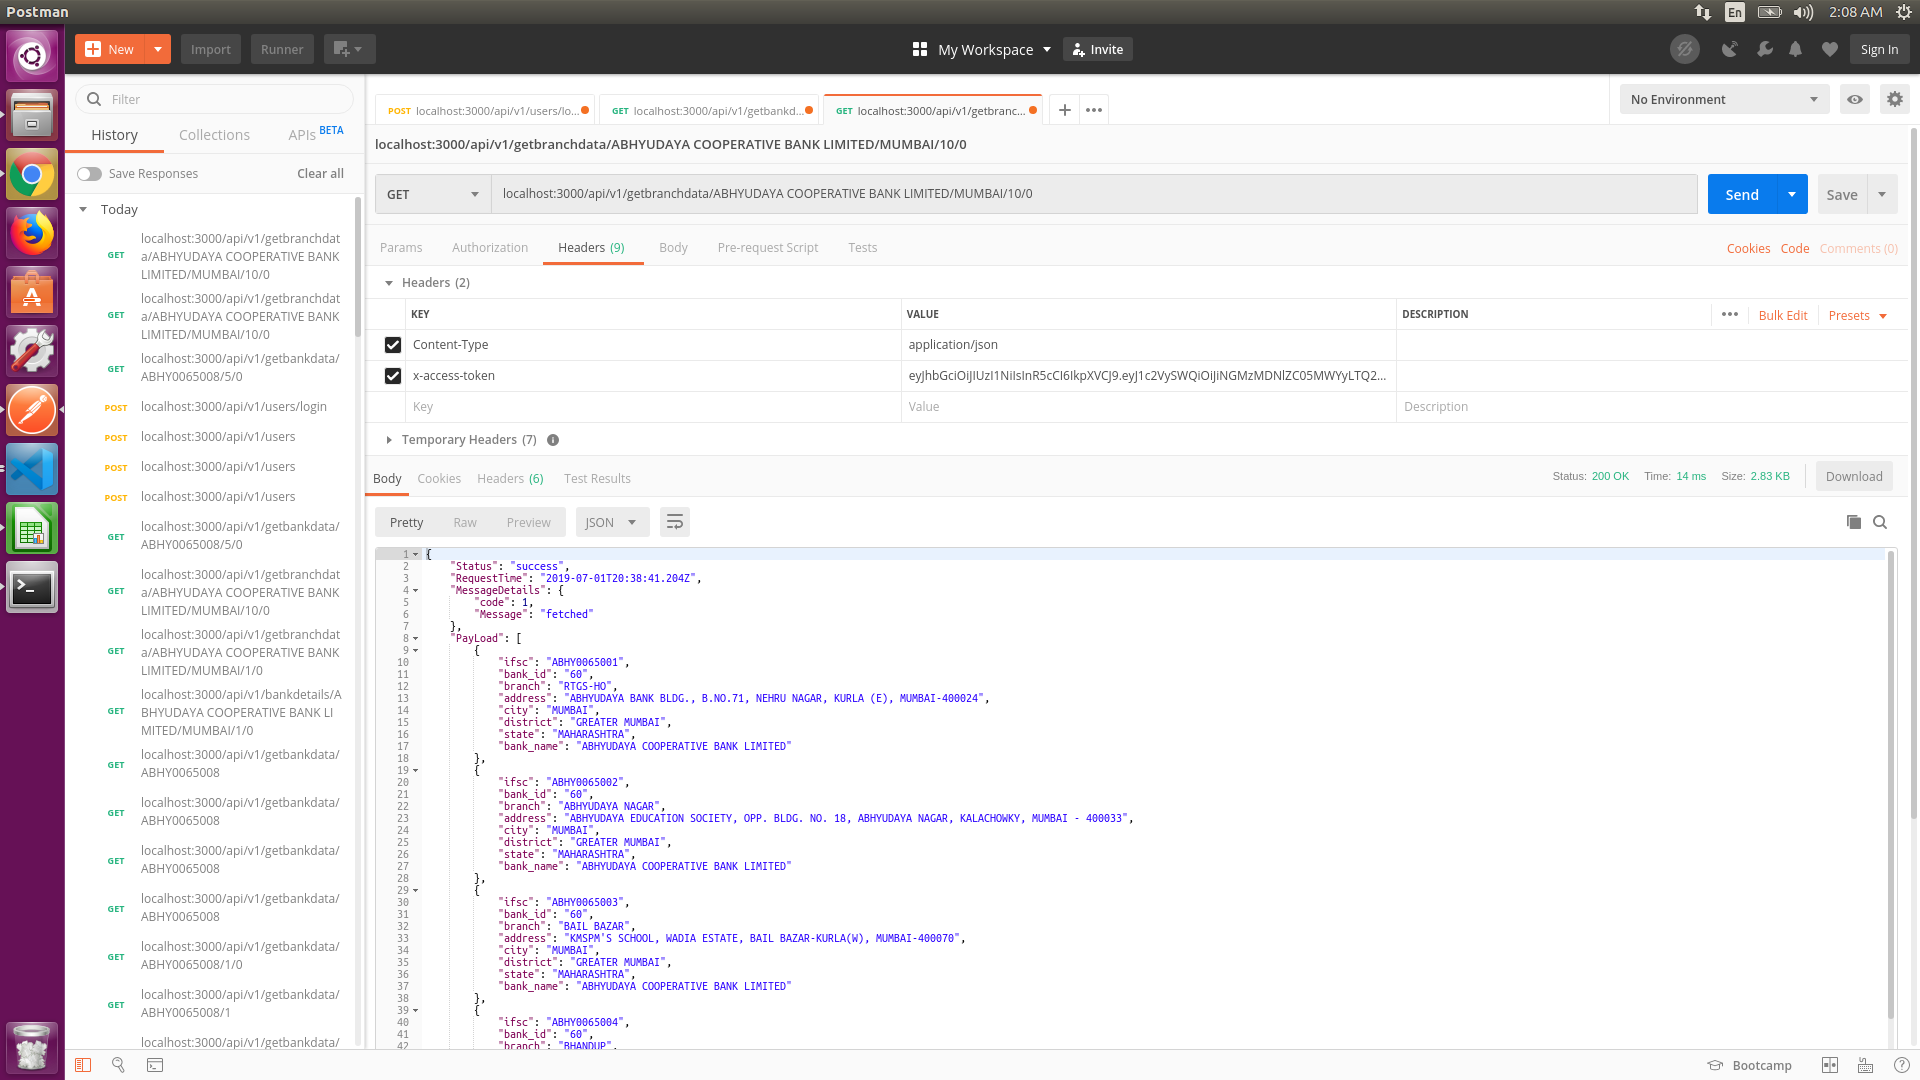 Postman
En
2:08 AM
New
Import
Runner
My Workspace
Invite
Sign In
Filter
History
Collections
APIs BETA
Save Responses
Clear all
Today
GET
localhost:3000/api/v1/getbranchdat
a/ABHYUDAYA COOPERATIVE BANK
LIMITED/MUMBAI/10/0
GET
localhost:3000/api/v1/getbranchdat
a/ABHYUDAYA COOPERATIVE BANK
LIMITED/MUMBAI/10/0
GET
localhost:3000/api/v1/getbankdata/
ABHY0065008/5/0
POST localhost:3000/api/v1/users/login
POST localhost:3000/api/v1/users
POST localhost:3000/api/v1/users
POST localhost:3000/api/v1/users
GET
localhost:3000/api/v1/getbankdata/
ABHY0065008/5/0
GET
localhost:3000/api/v1/getbranchdat
a/ABHYUDAYA COOPERATIVE BANK
LIMITED/MUMBAI/10/0
GET
localhost:3000/api/v1/getbranchdat
a/ABHYUDAYA COOPERATIVE BANK
LIMITED/MUMBAI/1/0
GET
localhost:3000/api/v1/bankdetails/A
BHYUDAYA COOPERATIVE BANK LI
MITED/MUMBAI/1/0
GET
localhost:3000/api/v1/getbankdata/
ABHY0065008
GET
localhost:3000/api/v1/getbankdata/
ABHY0065008
GET
localhost:3000/api/v1/getbankdata/
ABHY0065008
GET
localhost:3000/api/v1/getbankdata/
ABHY0065008
GET
localhost:3000/api/v1/getbankdata/
ABHY0065008/1/0
GET
localhost:3000/api/v1/getbankdata/
ABHY0065008/1
localhost:3000/api/v1/getbankdata/
POST localhost:3000/api/v1/users/lo...
GET localhost:3000/api/v1/getbankd...
GET localhost:3000/api/v1/getbranc...
No Environment
localhost:3000/api/v1/getbranchdata/ABHYUDAYA COOPERATIVE BANK LIMITED/MUMBAI/10/0
GET
localhost:3000/api/v1/getbranchdata/ABHYUDAYA COOPERATIVE BANK LIMITED/MUMBAI/10/0
Send
Save
Params
Authorization
Headers (9)
Body
Pre-request Script
Tests
Cookies
Code
Comments (0)
Headers (2)
KEY
VALUE
DESCRIPTION
Bulk Edit
Presets
Content-Type
application/json
x-access-token
eyJhbGciOiJIUzI1NiIsInR5cCI6IkpXVCJ9.eyJ1c2VySWQiOiJiNGMzMDNlZC05MWYyLTQ2...
Key
Value
Description
Temporary Headers (7)
Body
Cookies
Headers (6)
Test Results
Status: 200 OK
Time: 14 ms
Size: 2.83 KB
Download
Pretty
Raw
Preview
JSON
1 {
2 "Status": "success",
3 "RequestTime": "2019-07-01T20:38:41.204Z",
4 "MessageDetails": {
5 "code": 1,
6 "Message": "fetched"
7 },
8 "PayLoad": [
9 {
10 "ifsc": "ABHY0065001",
11 "bank_id": "60",
12 "branch": "RTGS-HO",
13 "address": "ABHYUDAYA BANK BLDG., B.NO.71, NEHRU NAGAR, KURLA (E), MUMBAI-400024",
14 "city": "MUMBAI",
15 "district": "GREATER MUMBAI",
16 "state": "MAHARASHTRA",
17 "bank_name": "ABHYUDAYA COOPERATIVE BANK LIMITED"
18 },
19 {
20 "ifsc": "ABHY0065002",
21 "bank_id": "60",
22 "branch": "ABHYUDAYA NAGAR",
23 "address": "ABHYUDAYA EDUCATION SOCIETY, OPP. BLDG. NO. 18, ABHYUDAYA NAGAR, KALACHOWKY, MUMBAI - 400033",
24 "city": "MUMBAI",
25 "district": "GREATER MUMBAI",
26 "state": "MAHARASHTRA",
27 "bank_name": "ABHYUDAYA COOPERATIVE BANK LIMITED"
28 },
29 {
30 "ifsc": "ABHY0065003",
31 "bank_id": "60",
32 "branch": "BAIL BAZAR",
33 "address": "KMSPM'S SCHOOL, WADIA ESTATE, BAIL BAZAR-KURLA(W), MUMBAI-400070",
34 "city": "MUMBAI",
35 "district": "GREATER MUMBAI",
36 "state": "MAHARASHTRA",
37 "bank_name": "ABHYUDAYA COOPERATIVE BANK LIMITED"
38 },
39 {
40 "ifsc": "ABHY0065004",
41 "bank_id": "60",
42 "branch": "BHANDUP",
Bootcamp